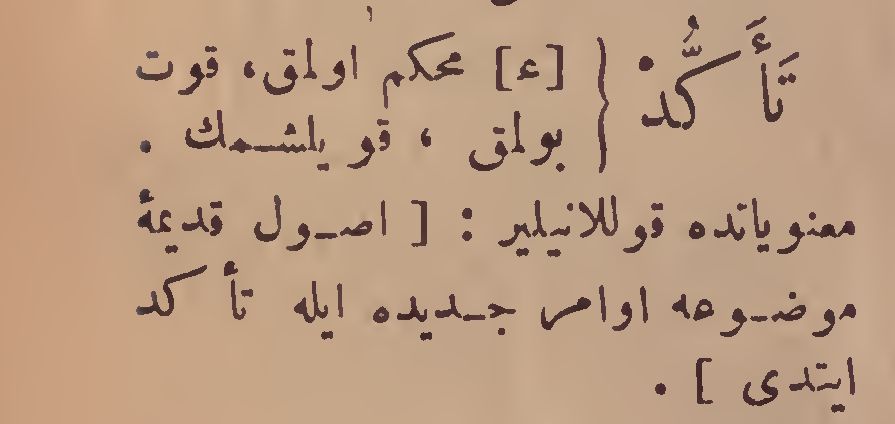 تَأَكُّد { [ع] محكم اولمق، قوت
بولمق ، قويلشمك .
معنوياتده قوللانيلير : [ اصول قديمهٔ
موضوعه اوامر جديده ايله تأكد
ايتدى ] .